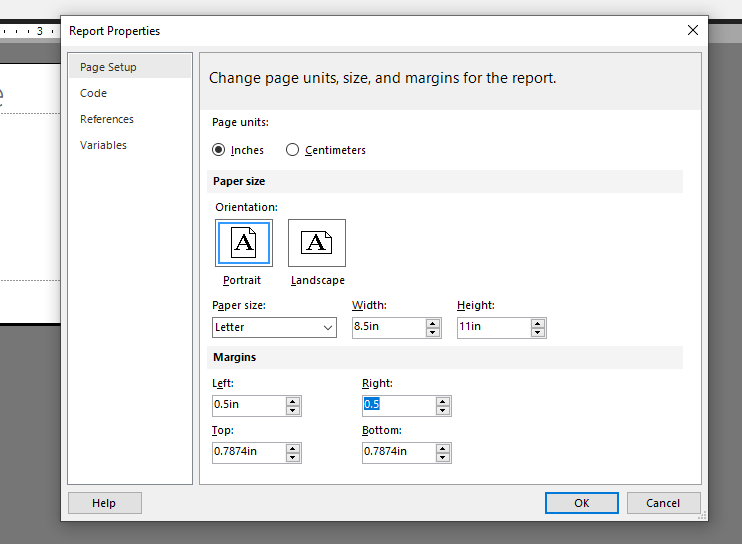 Report Properties
3
e
Page Setup
Code
References
Variables
Change page units, size, and margins for the report.
Page units:
Inches
Centimeters
Paper size
Orientation:
A
A
Portrait
Landscape
Paper size:
Width:
Height:
Letter
8.5in
11in
Margins
Left:
Right:
0.5in
0.5
Top:
Bottom:
0.7874in
0.7874in
Help
OK
Cancel